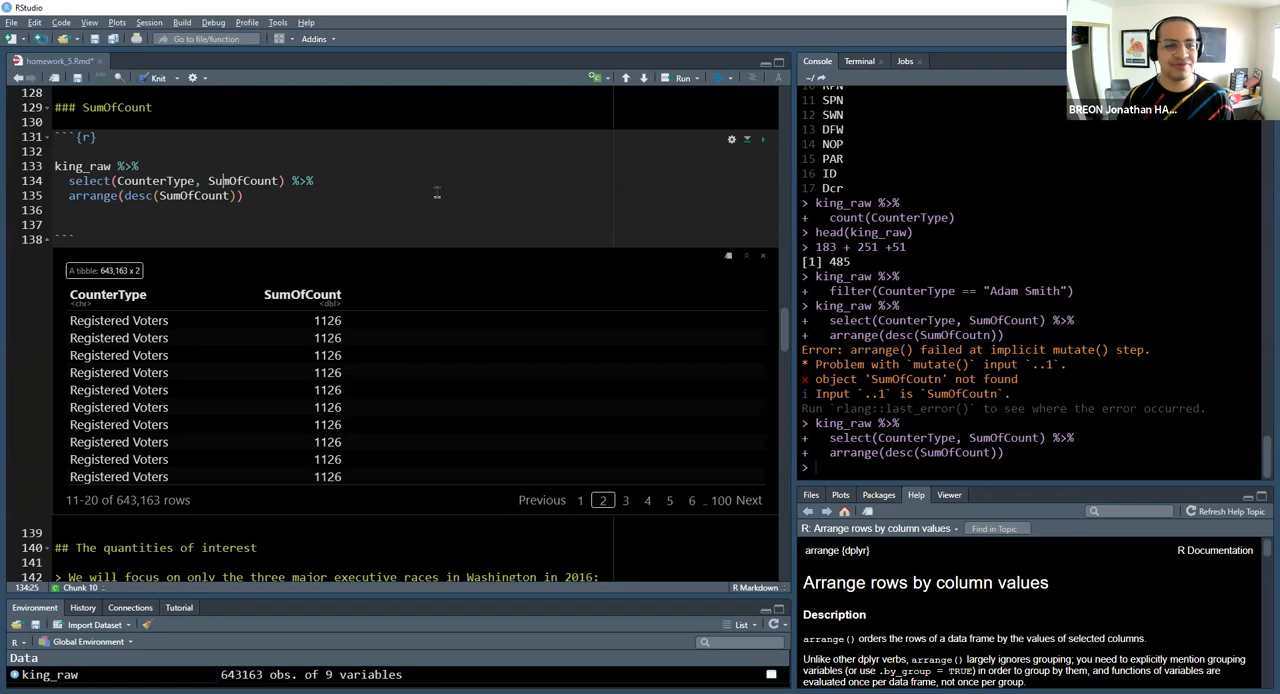 RStudio
File Edit Code View Plots Session Build Debug Profile Tools Help
Go to file/function Addins
homework_5.Rmd*
Knit Run
128
129 ### SumOfCount
130
131 ```{r}
132
133 king_raw %>%
134 select(CounterType, SumOfCount) %>%
135 arrange(desc(SumOfCount))
136
137
138 ```
A tibble: 643,163 x 2
CounterType SumOfCount
<chr> <dbl>
Registered Voters 1126
Registered Voters 1126
Registered Voters 1126
Registered Voters 1126
Registered Voters 1126
Registered Voters 1126
Registered Voters 1126
Registered Voters 1126
Registered Voters 1126
Registered Voters 1126
11-20 of 643,163 rows Previous 1 2 3 4 5 6 .. 100 Next
139
140 ## The quantities of interest
141
142 > We will focus on only the three major executive races in Washington in 2016:
134:25 Chunk 10 R Markdown
Environment History Connections Tutorial
Import Dataset List
R Global Environment
Data
king_raw 643163 obs. of 9 variables
Console Terminal Jobs
~/
10 RPN
11 SPN
12 SWN
13 DFW
14 NOP
15 PAR
16 ID
17 Dcr
> king_raw %>%
+ count(CounterType)
> head(king_raw)
> 183 + 251 +51
[1] 485
> king_raw %>%
+ filter(CounterType == "Adam Smith")
> king_raw %>%
+ select(CounterType, SumOfCount) %>%
+ arrange(desc(SumOfCoutn))
Error: arrange() failed at implicit mutate() step.
* Problem with `mutate()` input `..1`.
x object 'SumOfCoutn' not found
i Input `..1` is `SumOfCoutn`.
Run `rlang::last_error()` to see where the error occurred.
> king_raw %>%
+ select(CounterType, SumOfCount) %>%
+ arrange(desc(SumOfCount))
>
Files Plots Packages Help Viewer
Refresh Help Topic
R: Arrange rows by column values Find in Topic
arrange {dplyr} R Documentation
Arrange rows by column values
Description
arrange() orders the rows of a data frame by the values of selected columns.
Unlike other dplyr verbs, arrange() largely ignores grouping; you need to explicitly mention grouping
variables (or use .by_group = TRUE) in order to group by them, and functions of variables are
evaluated once per data frame, not once per group.
BREON Jonathan HA...